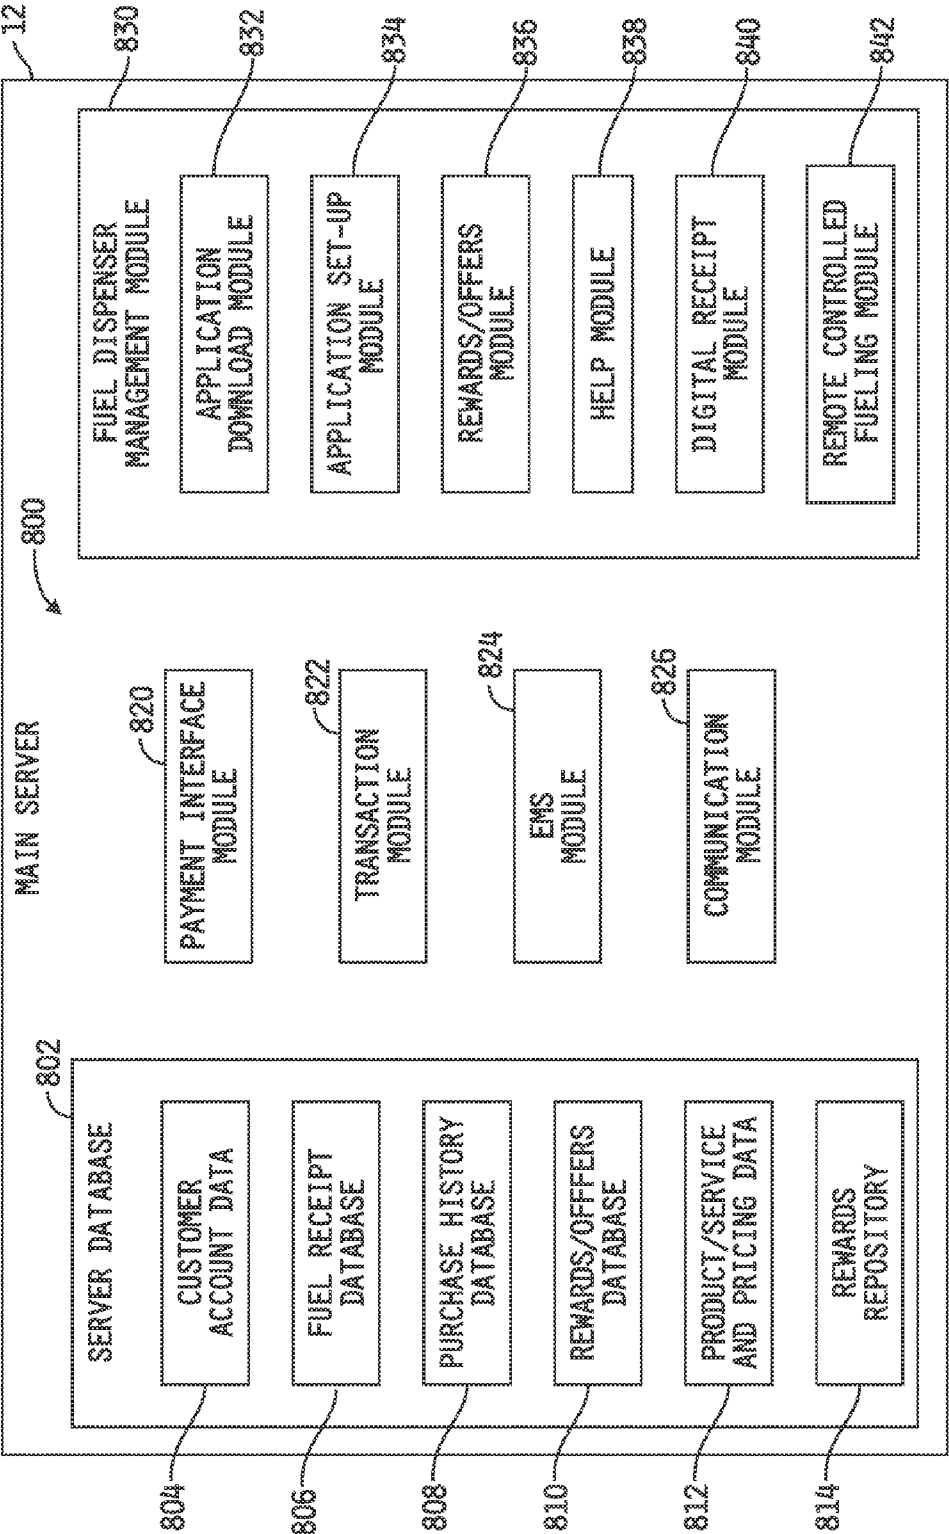 MAIN SERVER
12
800
802
SERVER DATABASE
804
CUSTOMER
ACCOUNT DATA
806
FUEL RECEIPT
DATABASE
808
PURCHASE HISTORY
DATABASE
810
REWARDS/OFFFERS
DATABASE
812
PRODUCT/SERVICE
AND PRICING DATA
814
REWARDS
REPOSITORY
820
PAYMENT INTERFACE
MODULE
822
TRANSACTION
MODULE
824
EMS
MODULE
826
COMMUNICATION
MODULE
830
FUEL DISPENSER
MANAGEMENT MODULE
832
APPLICATION
DOWNLOAD MODULE
834
APPLICATION SET-UP
MODULE
836
REWARDS/OFFERS
MODULE
838
HELP MODULE
840
DIGITAL RECEIPT
MODULE
842
REMOTE CONTROLLED
FUELING MODULE